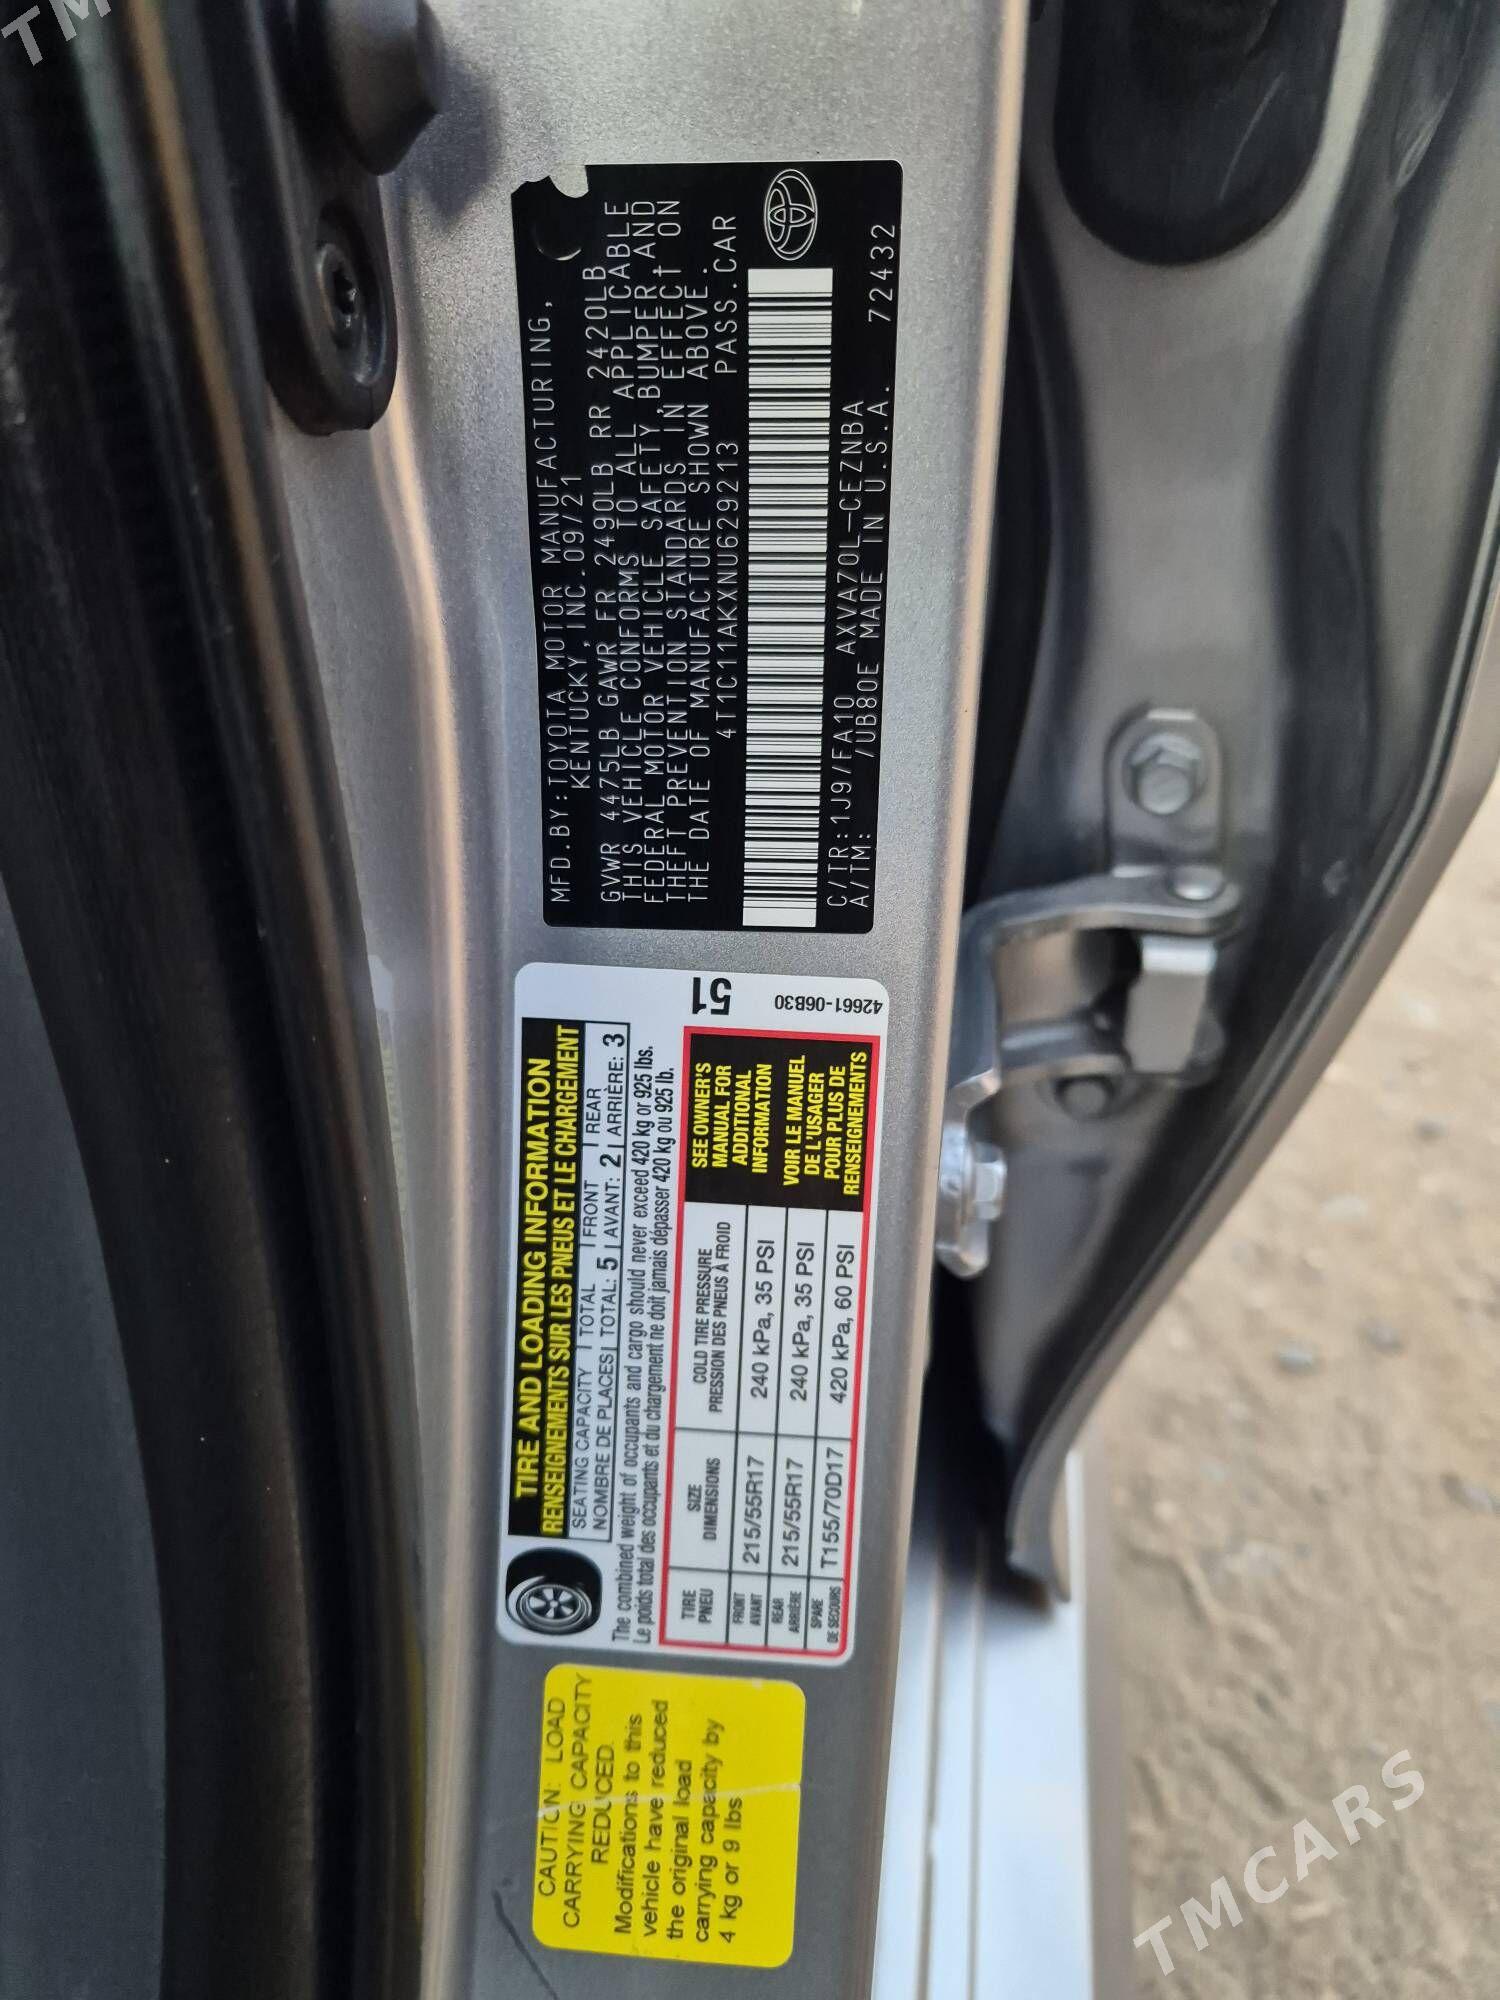 MFD.BY:TOYOTA MOTOR MANUFACTURING,
KENTUCKY, INC.09/21
GVWR 4475LB GAWR FR 2490LB RR 2420LB
THIS VEHICLE CONFORMS TO ALL APPLICABLE
FEDERAL MOTOR VEHICLE SAFETY, BUMPER, AND
THEFT PREVENTION STANDARDS IN EFFECT ON
THE DATE OF MANUFACTURE SHOWN ABOVE.
4T1C11AKXNU629213 PASS.CAR
C/TR:1J9/FA10 AXVA70L-CEZNBA
A/TM: /UB80E MADE IN U.S.A. 72432
TIRE AND LOADING INFORMATION
RENSEIGNEMENTS SUR LES PNEUS ET LE CHARGEMENT
SEATING CAPACITY TOTAL FRONT REAR
NOMBRE DE PLACES TOTAL: 5 AVANT: 2 ARRIÈRE: 3
The combined weight of occupants and cargo should never exceed 420 kg or 925 lbs.
Le poids total des occupants et du chargement ne doit jamais dépasser 420 kg ou 925 lb.
51
42661-06B30
TIRE SIZE COLD TIRE PRESSURE
PNEU DIMENSIONS PRESSION DES PNEUS À FROID
FRONT
AVANT 215/55R17 240 kPa, 35 PSI
REAR
ARRIÈRE 215/55R17 240 kPa, 35 PSI
SPARE
DE SECOURS T155/70D17 420 kPa, 60 PSI
SEE OWNER'S
MANUAL FOR
ADDITIONAL
INFORMATION
VOIR LE MANUEL
DE L'USAGER
POUR PLUS DE
RENSEIGNEMENTS
CAUTION: LOAD
CARRYING CAPACITY
REDUCED.
Modifications to this
vehicle have reduced
the original load
carrying capacity by
4 kg or 9 lbs
TMCARS
TM